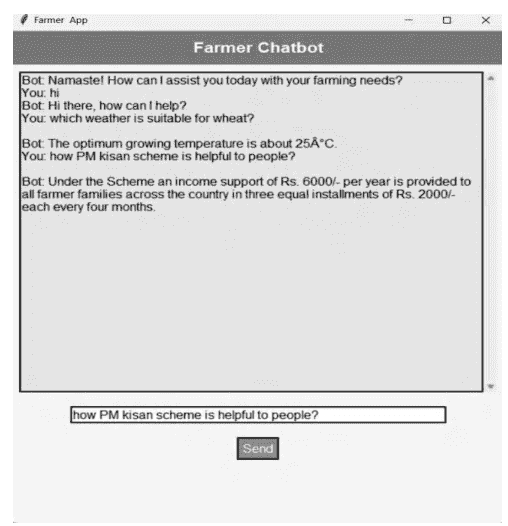 Farmer App
Farmer Chatbot
Bot: Namaste! How can I assist you today with your farming needs?
You: hi
Bot: Hi there, how can I help?
You: which weather is suitable for wheat?
Bot: The optimum growing temperature is about 25Â°C.
You: how PM kisan scheme is helpful to people?
Bot: Under the Scheme an income support of Rs. 6000/- per year is provided to
all farmer families across the country in three equal installments of Rs. 2000/-
each every four months.
how PM kisan scheme is helpful to people?
Send